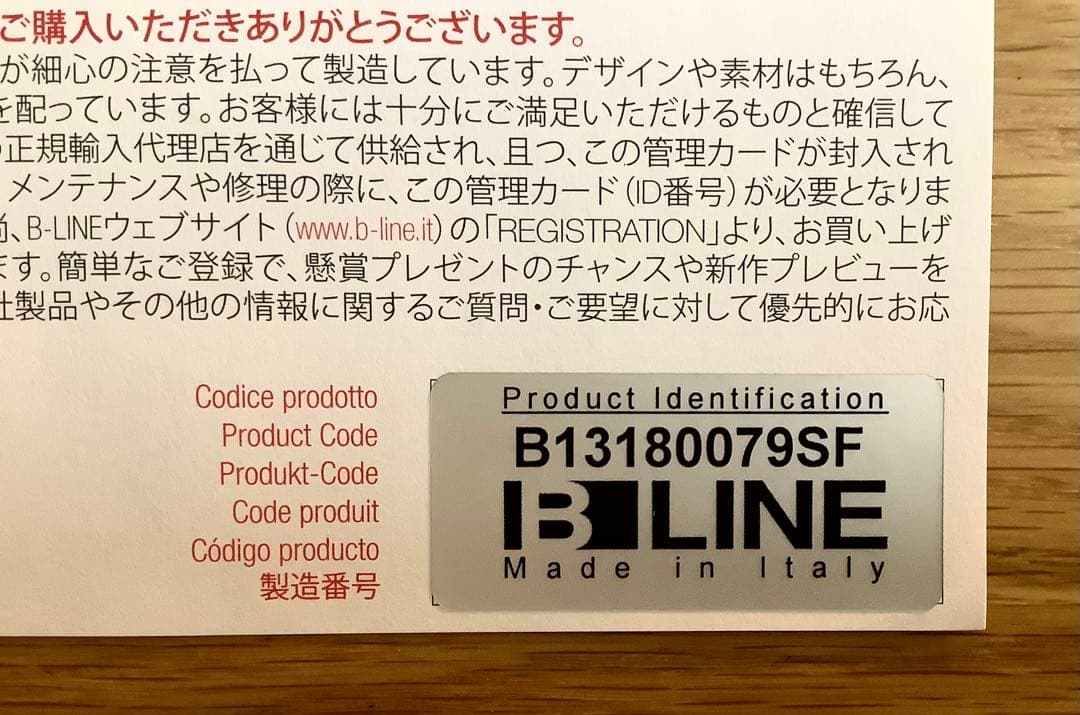 ご購入いただきありがとうございます。
が細心の注意を払って製造しています。デザインや素材はもちろん、
を配っています。お客様には十分にご満足いただけるものと確信して
正規輸入代理店を通じて供給され、且つ、この管理カードが封入され
メンテナンスや修理の際に、この管理カード（ID番号）が必要となりま
尚、B-LINEウェブサイト（www.b-line.it）の「REGISTRATION」より、お買い上げ
ます。簡単なご登録で、懸賞プレゼントのチャンスや新作プレビューを
社製品やその他の情報に関するご質問・ご要望に対して優先的にお応
Codice prodotto
Product Code
Produkt-Code
Code produit
Código producto
製造番号
Product Identification
B13180079SF
B LINE
Made in Italy